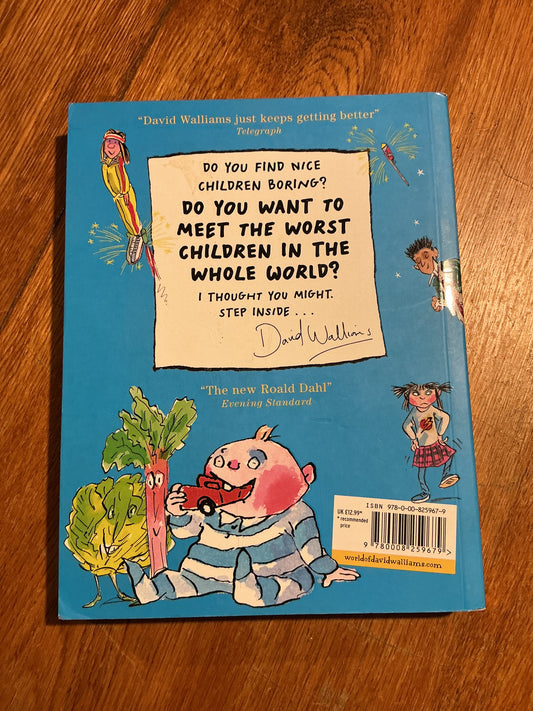 “David Walliams just keeps getting better”
Telegraph
DO YOU FIND NICE
CHILDREN BORING?
DO YOU WANT TO
MEET THE WORST
CHILDREN IN THE
WHOLE WORLD?
I THOUGHT YOU MIGHT.
STEP INSIDE...
David Walliams
“The new Roald Dahl”
Evening Standard
ISBN 978-0-00-825967-9
UK £12.99*
* recommended
price
9 780008 259679 >
worldofdavidwalliams.com